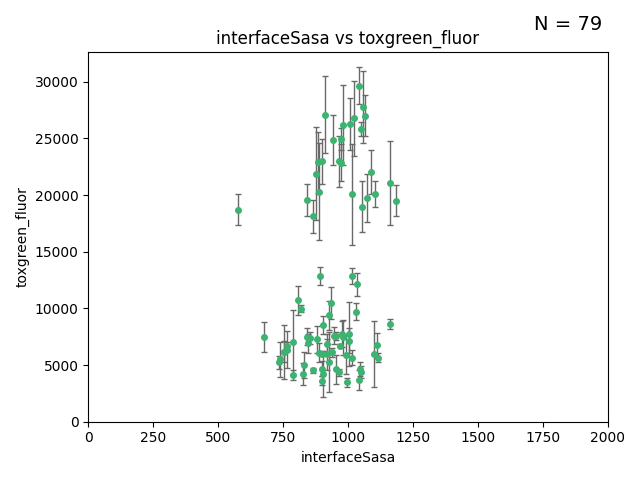 N = 79
interfaceSasa vs toxgreen_fluor
30000
25000
20000
15000
10000
5000
0
toxgreen_fluor
0 250 500 750 1000 1250 1500 1750 2000
interfaceSasa